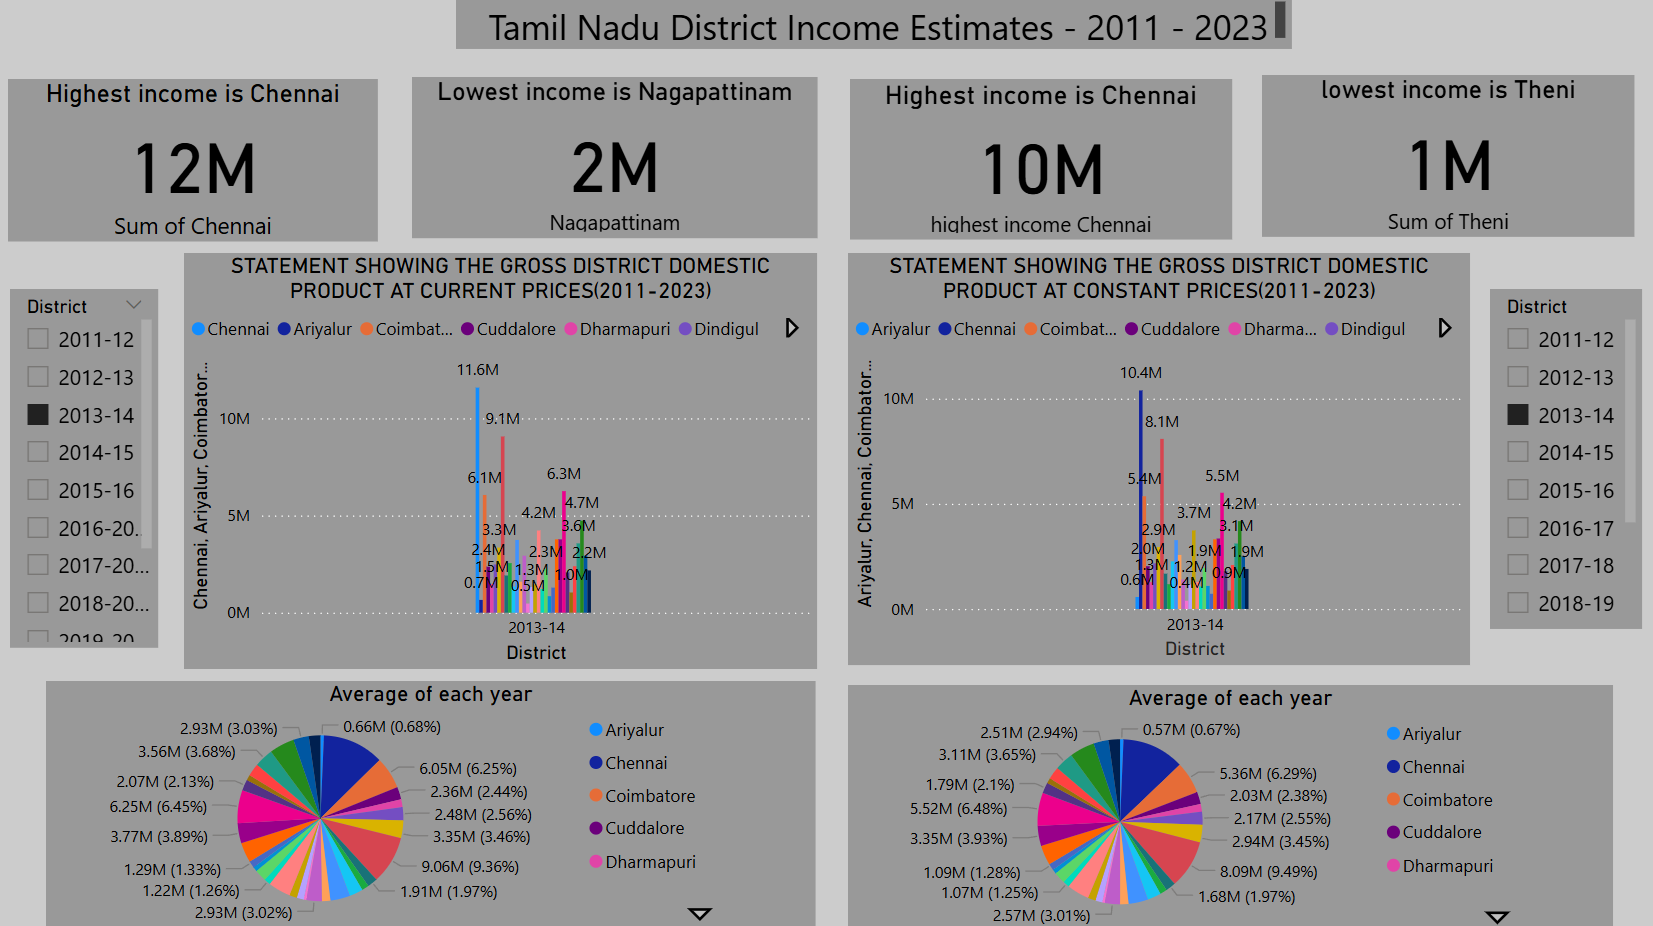 Tamil Nadu District Income Estimates - 2011 - 2023
Highest income is Chennai
12M
Sum of Chennai
Lowest income is Nagapattinam
2M
Nagapattinam
Highest income is Chennai
10M
highest income Chennai
lowest income is Theni
1M
Sum of Theni
District
2011-12
2012-13
2013-14
2014-15
2015-16
2016-20...
2017-20...
2018-20...
2019-20
STATEMENT SHOWING THE GROSS DISTRICT DOMESTIC
PRODUCT AT CURRENT PRICES(2011-2023)
Chennai Ariyalur Coimbat... Cuddalore Dharmapuri Dindigul
Chennai, Ariyalur, Coimbator...
10M
5M
0M
11.6M
9.1M
6.1M
6.3M
4.7M
4.2M
3.6M
3.3M
2.4M
2.3M
2.2M
1.5M
1.3M
1.0M
0.7M
0.5M
2013-14
District
STATEMENT SHOWING THE GROSS DISTRICT DOMESTIC
PRODUCT AT CONSTANT PRICES(2011-2023)
Ariyalur Chennai Coimbat... Cuddalore Dharma... Dindigul
Ariyalur, Chennai, Coimbator...
10M
5M
0M
10.4M
8.1M
5.4M
5.5M
4.2M
3.7M
3.1M
2.9M
2.0M
1.9M
1.9M
1.3M
1.2M
0.9M
0.6M
0.4M
2013-14
District
District
2011-12
2012-13
2013-14
2014-15
2015-16
2016-17
2017-18
2018-19
Average of each year
0.66M (0.68%)
6.05M (6.25%)
2.36M (2.44%)
2.48M (2.56%)
3.35M (3.46%)
9.06M (9.36%)
1.91M (1.97%)
2.93M (3.02%)
1.22M (1.26%)
1.29M (1.33%)
3.77M (3.89%)
6.25M (6.45%)
2.07M (2.13%)
3.56M (3.68%)
2.93M (3.03%)
Ariyalur
Chennai
Coimbatore
Cuddalore
Dharmapuri
Average of each year
0.57M (0.67%)
5.36M (6.29%)
2.03M (2.38%)
2.17M (2.55%)
2.94M (3.45%)
8.09M (9.49%)
1.68M (1.97%)
2.57M (3.01%)
1.07M (1.25%)
1.09M (1.28%)
3.35M (3.93%)
5.52M (6.48%)
1.79M (2.1%)
3.11M (3.65%)
2.51M (2.94%)
Ariyalur
Chennai
Coimbatore
Cuddalore
Dharmapuri